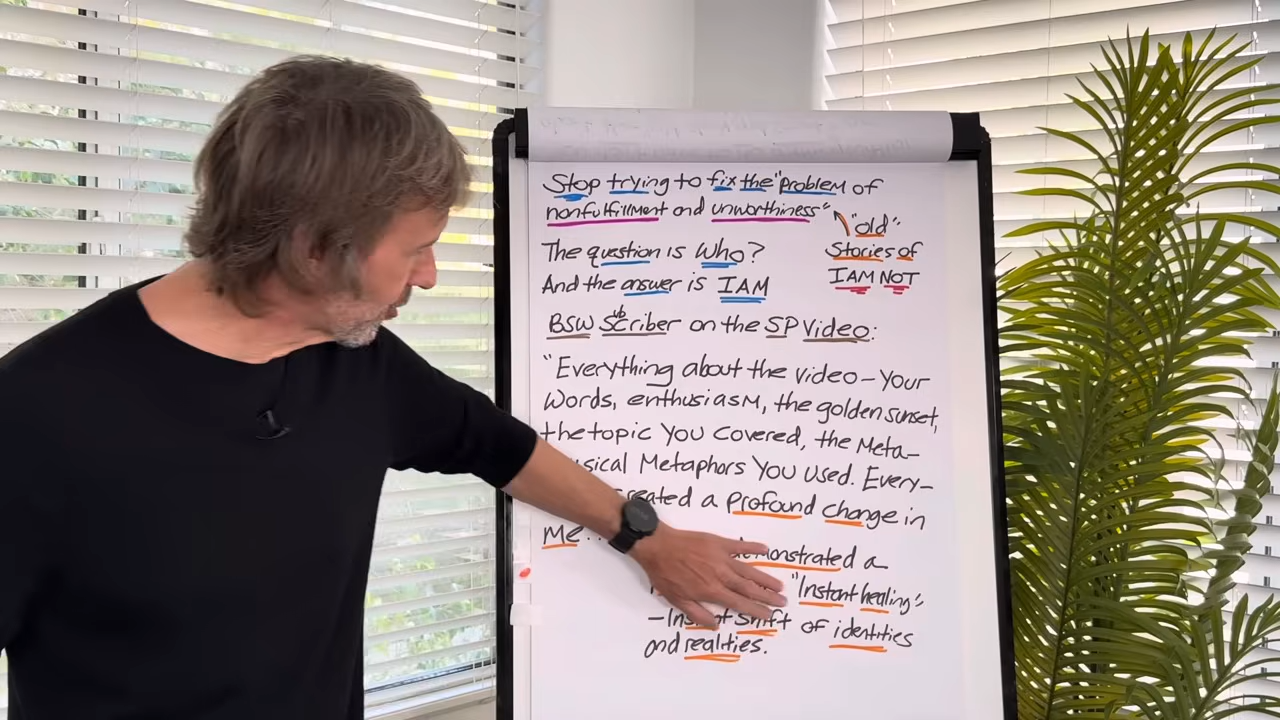 Stop trying to fix the "problem of
nonfulfillment and unworthiness"
"old"
Stories of
I AM NOT
The question is Who?
And the answer is I AM
BSW Scriber on the SP Video:
ub
"Everything about the video – Your
Words, enthusiasm, the golden sunset,
the topic You Covered, the Meta-
sical Metaphors You used. Every-
created a Profound change in
Me..
demonstrated a
"Instant healing"
– Instant shift of identities
and realities.